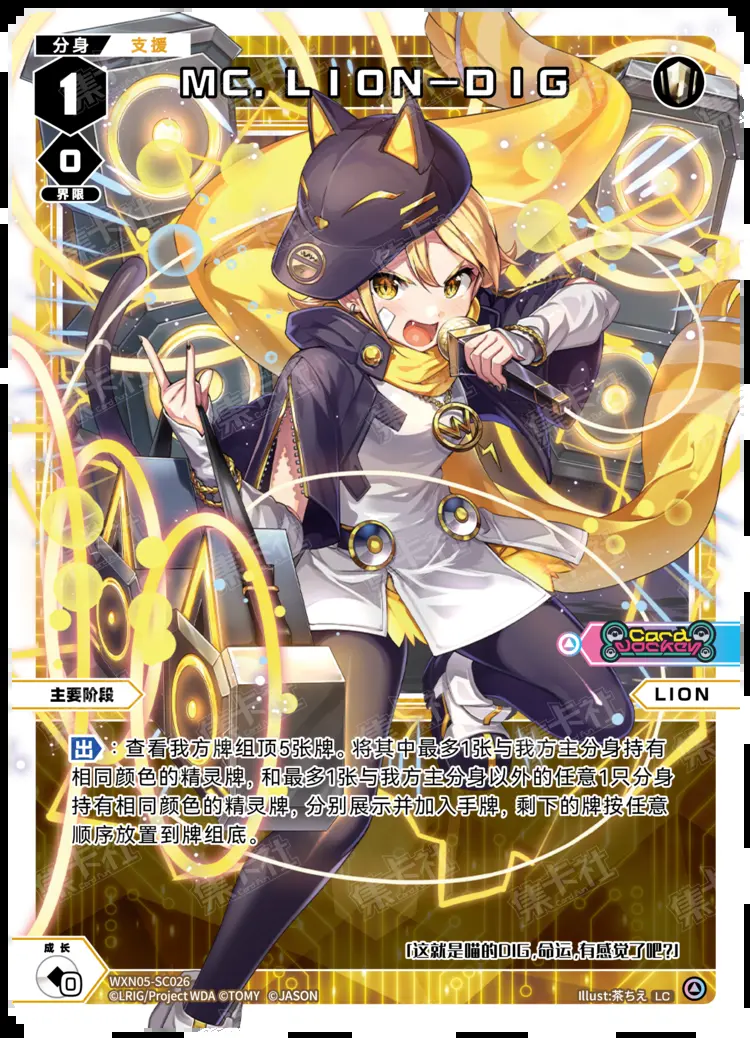 分身 支援
MC.LION-DIG
1
0
界限
Card
Jockey
主要阶段
LION
出：查看我方牌组顶5张牌。将其中最多1张与我方主分身持有
相同颜色的精灵牌，和最多1张与我方主分身以外的任意1只分身
持有相同颜色的精灵牌，分别展示并加入手牌，剩下的牌按任意
顺序放置到牌组底。
「这就是喵的DIG,命运,有感觉了吧?」
成长
0
WXN05-SC026
©LRIG/Project WDA ©TOMY ©JASON
Illust:茶ちえ LC
集卡社